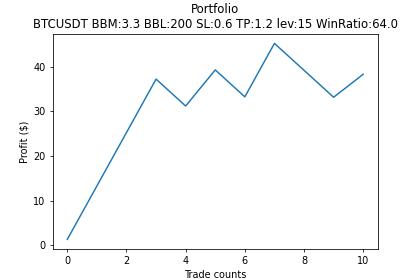 Portfolio
BTCUSDT BBM:3.3 BBL:200 SL:0.6 TP:1.2 lev:15 WinRatio:64.0
40
30
20
10
0
Profit ($)
0 2 4 6 8 10
Trade counts